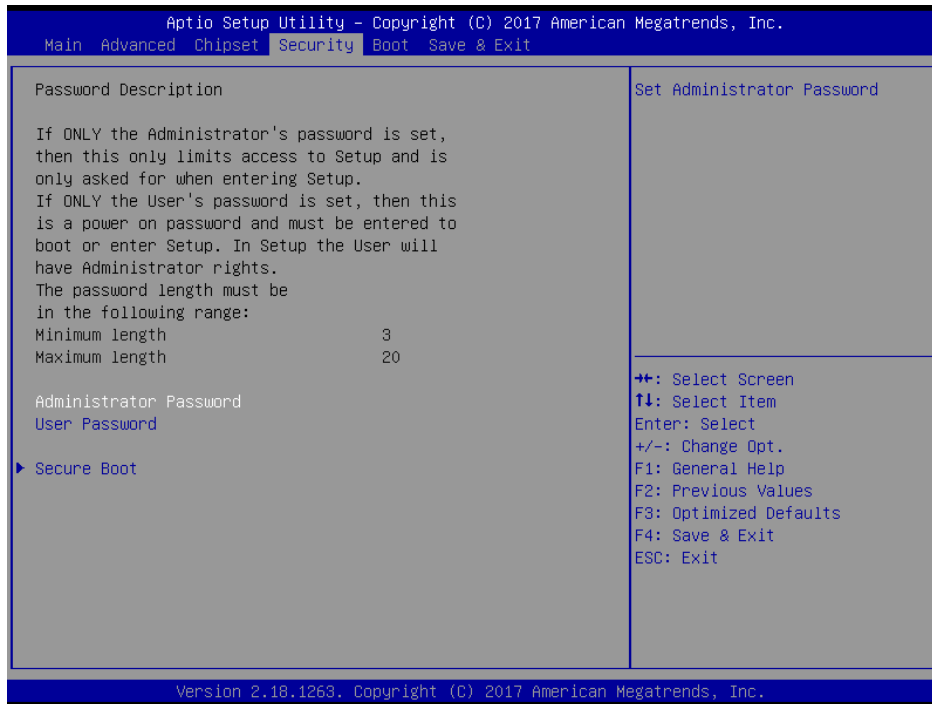 Aptio Setup Utility – Copyright (C) 2017 American Megatrends, Inc.
Main Advanced Chipset Security Boot Save & Exit
Password Description
If ONLY the Administrator's password is set,
then this only limits access to Setup and is
only asked for when entering Setup.
If ONLY the User's password is set, then this
is a power on password and must be entered to
boot or enter Setup. In Setup the User will
have Administrator rights.
The password length must be
in the following range:
Minimum length 3
Maximum length 20
Administrator Password
User Password
Secure Boot
Set Administrator Password
→←: Select Screen
↑↓: Select Item
Enter: Select
+/-: Change Opt.
F1: General Help
F2: Previous Values
F3: Optimized Defaults
F4: Save & Exit
ESC: Exit
Version 2.18.1263. Copyright (C) 2017 American Megatrends, Inc.